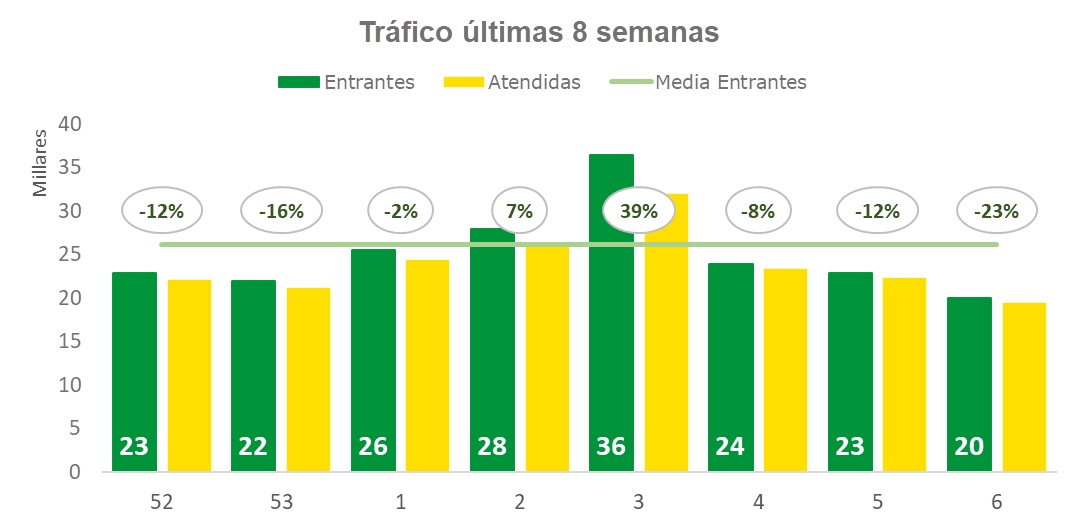 Tráfico últimas 8 semanas
Entrantes Atendidas Media Entrantes
Millares
40
35
30
25
20
15
10
5
0
-12% -16% -2% 7% 39% -8% -12% -23%
23 22 26 28 36 24 23 20
52 53 1 2 3 4 5 6